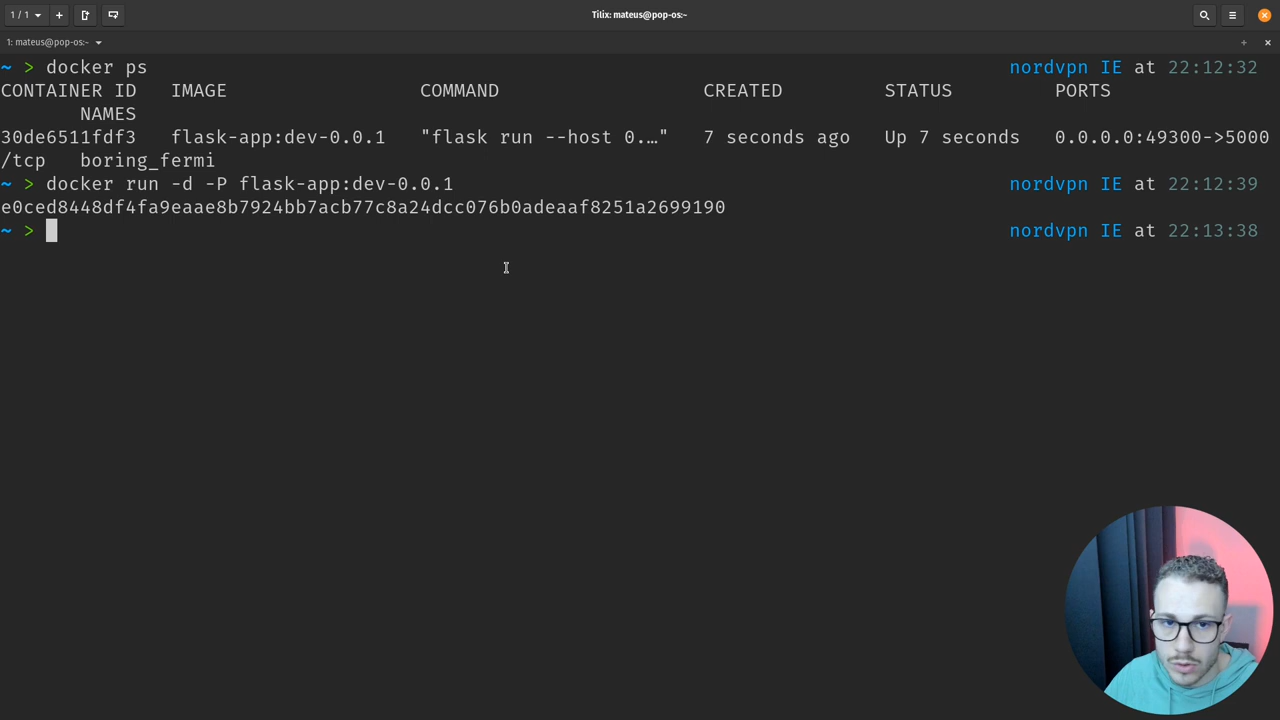 1 / 1
Tilix: mateus@pop-os:~
1: mateus@pop-os:~
~ > docker ps nordvpn IE at 22:12:32
CONTAINER ID IMAGE COMMAND CREATED STATUS PORTS
NAMES
30de6511fdf3 flask-app:dev-0.0.1 "flask run --host 0.…" 7 seconds ago Up 7 seconds 0.0.0.0:49300->5000
/tcp boring_fermi
~ > docker run -d -P flask-app:dev-0.0.1 nordvpn IE at 22:12:39
e0ced8448df4fa9eaae8b7924bb7acb77c8a24dcc076b0adeaaf8251a2699190
~ > nordvpn IE at 22:13:38